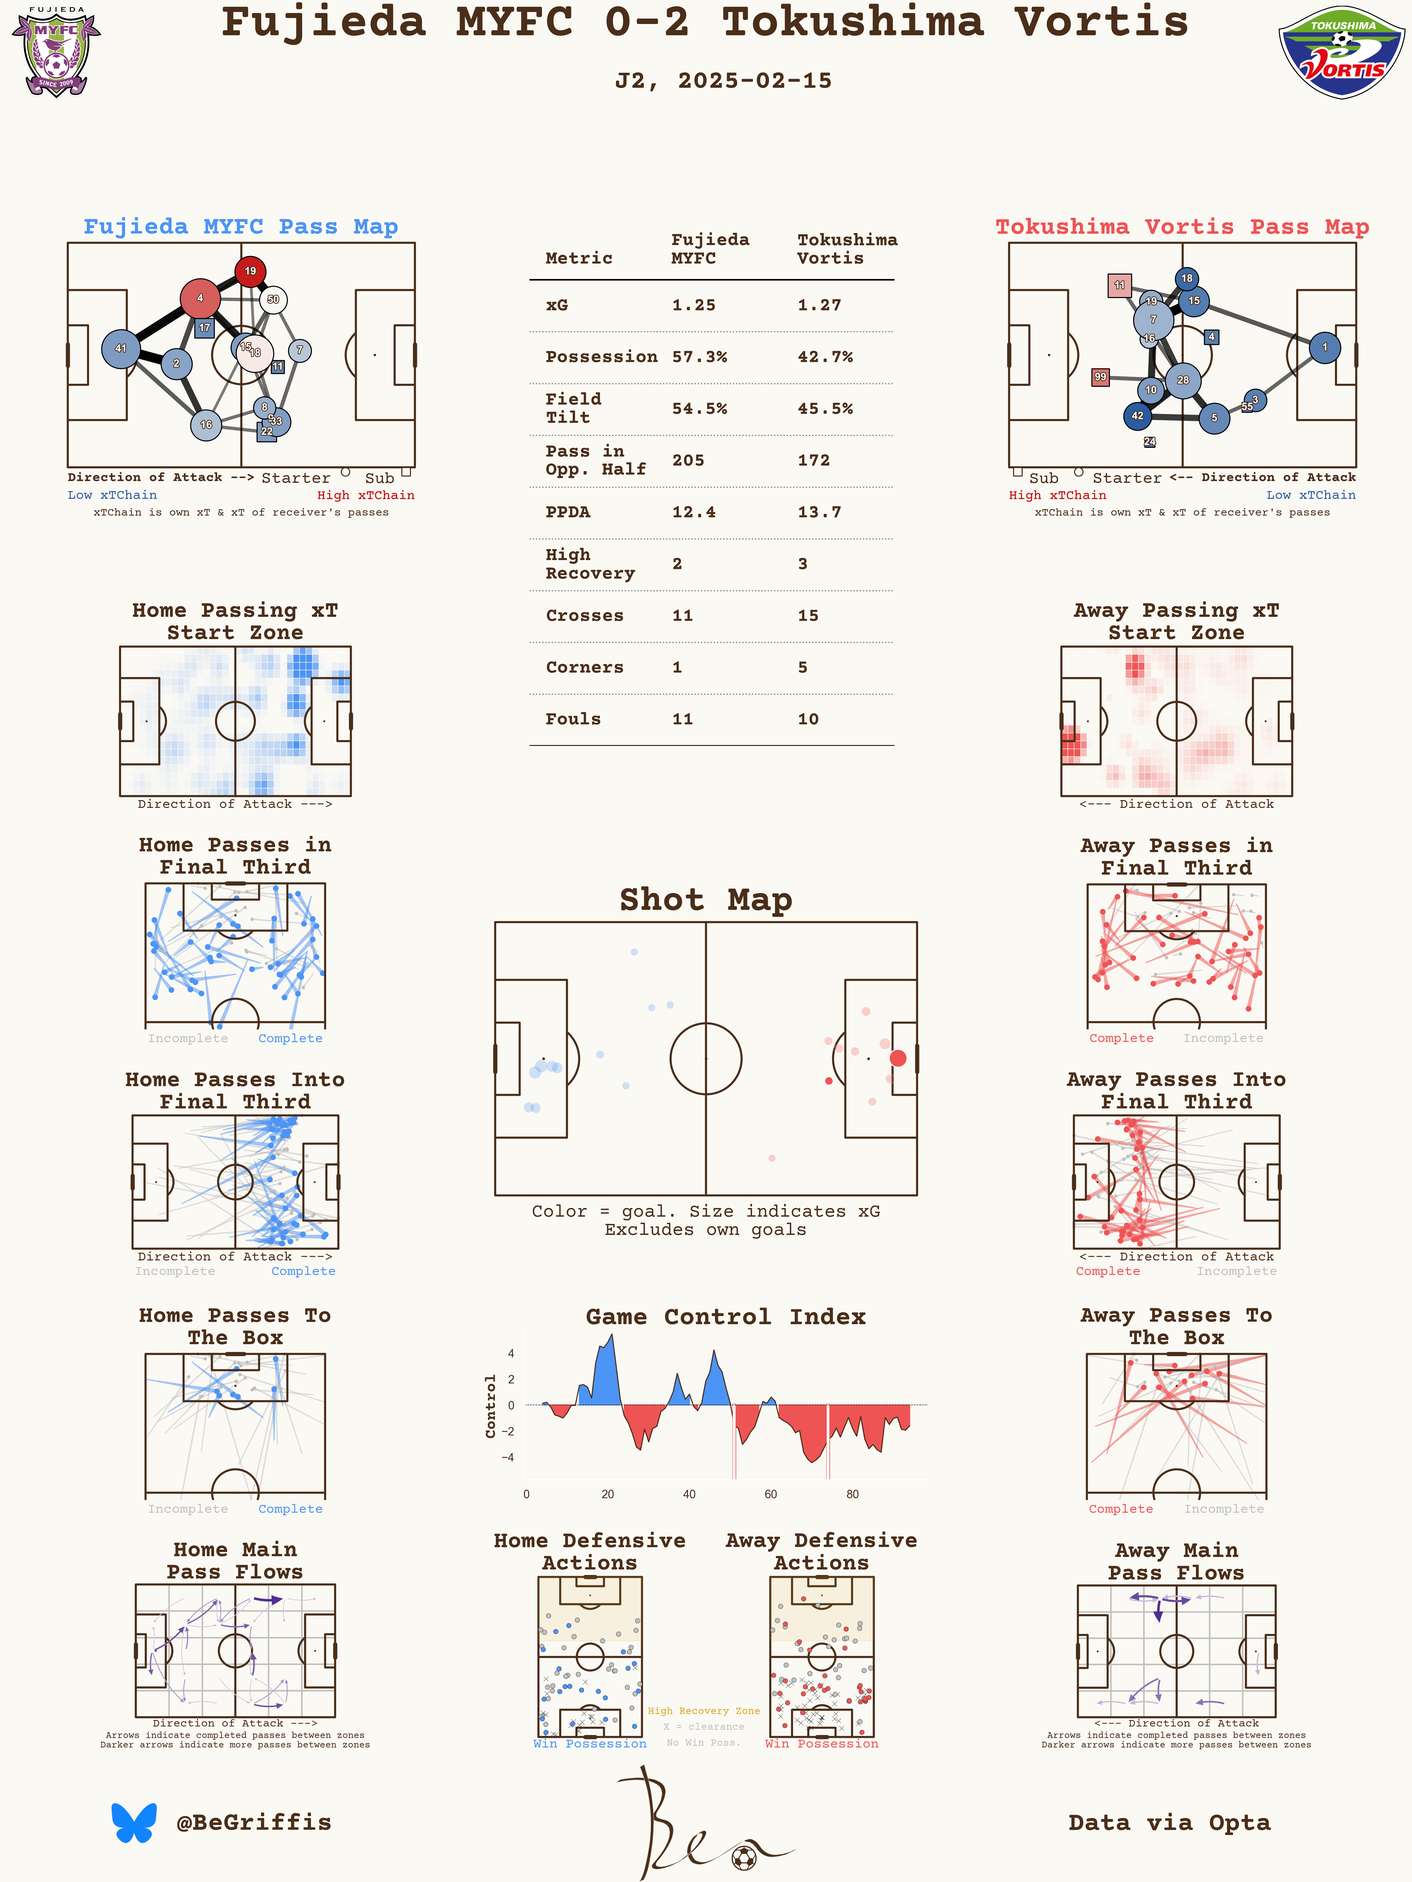 FUJIEDA
MYFC
SINCE 2009
Fujieda MYFC 0-2 Tokushima Vortis
J2, 2025-02-15
TOKUSHIMA
VORTIS
Fujieda MYFC Pass Map
19
4
50
17
41
2
15
18
7
11
8
9
33
22
16
Direction of Attack --> Starter Sub
Low xTChain High xTChain
xTChain is own xT & xT of receiver's passes
Metric Fujieda MYFC Tokushima Vortis
xG 1.25 1.27
Possession 57.3% 42.7%
Field Tilt 54.5% 45.5%
Pass in Opp. Half 205 172
PPDA 12.4 13.7
High Recovery 2 3
Crosses 11 15
Corners 1 5
Fouls 11 10
Tokushima Vortis Pass Map
11
18
19
15
7
16
4
1
99
28
10
3
55
42
5
24
Sub Starter <-- Direction of Attack
High xTChain Low xTChain
xTChain is own xT & xT of receiver's passes
Home Passing xT
Start Zone
Direction of Attack --->
Away Passing xT
Start Zone
<--- Direction of Attack
Home Passes in
Final Third
Incomplete Complete
Away Passes in
Final Third
Complete Incomplete
Shot Map
Color = goal. Size indicates xG
Excludes own goals
Home Passes Into
Final Third
Direction of Attack --->
Incomplete Complete
Away Passes Into
Final Third
<--- Direction of Attack
Complete Incomplete
Home Passes To
The Box
Incomplete Complete
Game Control Index
Control
4
2
0
−2
−4
0 20 40 60 80
Away Passes To
The Box
Complete Incomplete
Home Main
Pass Flows
Direction of Attack --->
Arrows indicate completed passes between zones
Darker arrows indicate more passes between zones
Home Defensive
Actions
Win Possession
High Recovery Zone
X = clearance
No Win Poss.
Away Defensive
Actions
Win Possession
Away Main
Pass Flows
<--- Direction of Attack
Arrows indicate completed passes between zones
Darker arrows indicate more passes between zones
@BeGriffis
Ben
Data via Opta